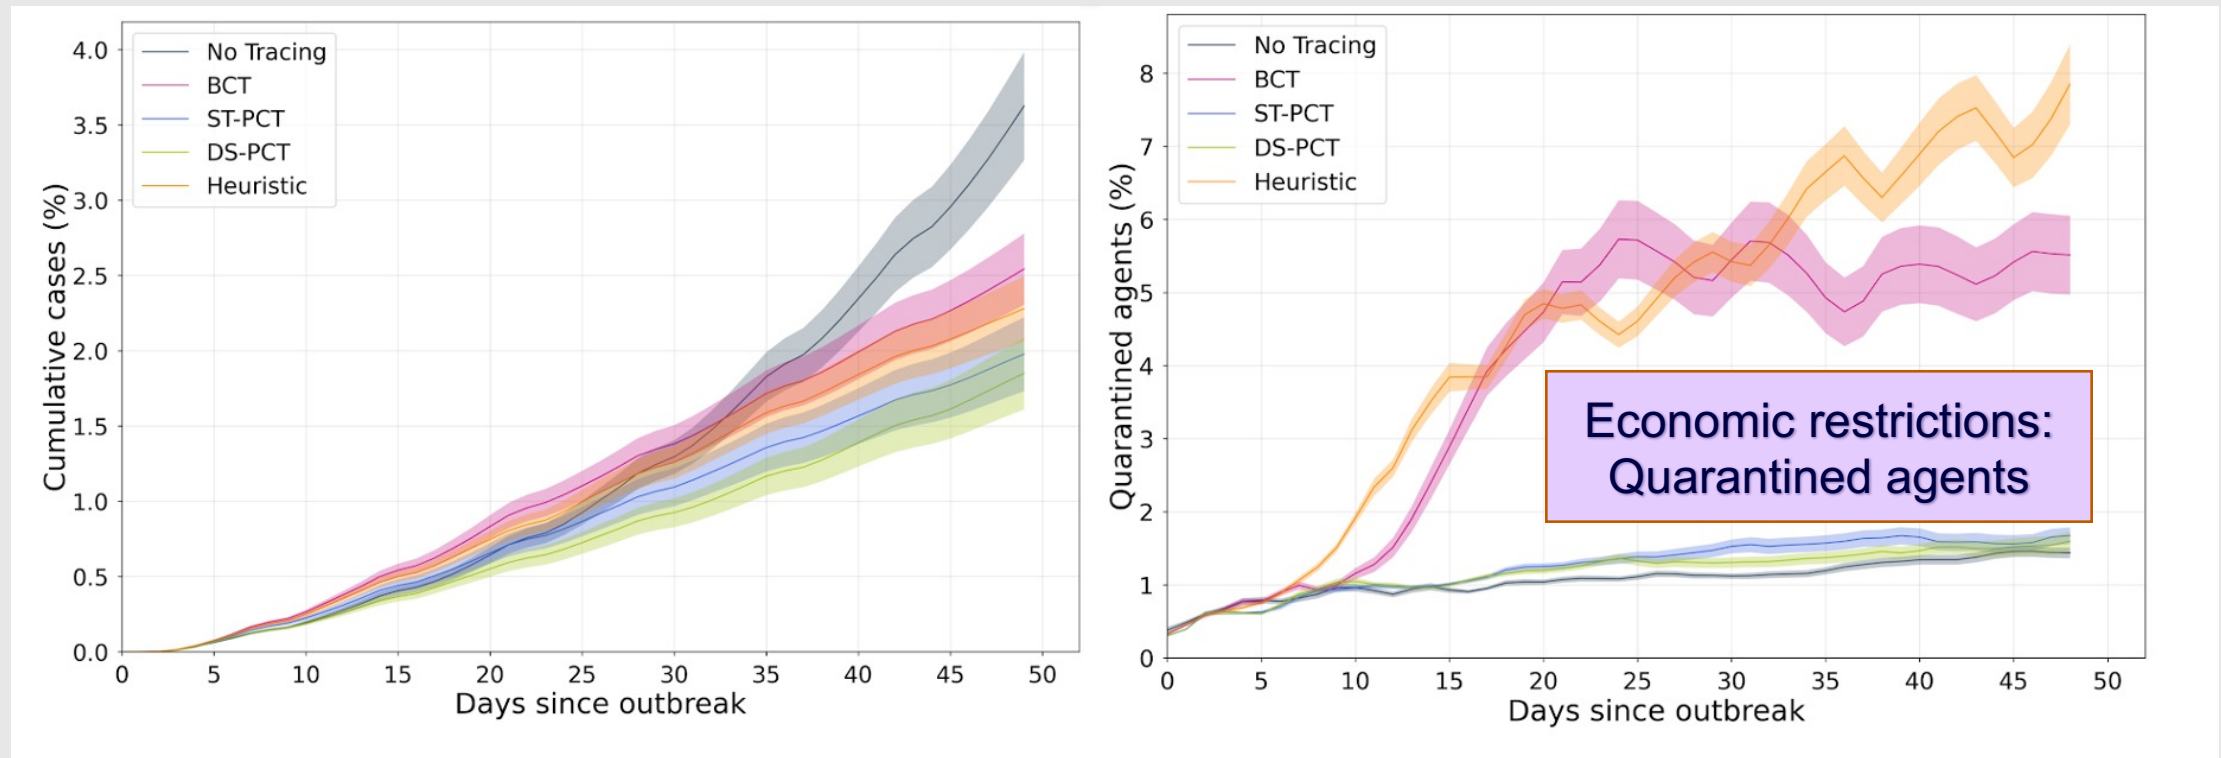 No Tracing
BCT
ST-PCT
DS-PCT
Heuristic
Cumulative cases (%)
4.0
3.5
3.0
2.5
2.0
1.5
1.0
0.5
0.0
0 5 10 15 20 25 30 35 40 45 50
Days since outbreak
No Tracing
BCT
ST-PCT
DS-PCT
Heuristic
Quarantined agents (%)
8
7
6
5
4
3
2
1
0
0 5 10 15 20 25 30 35 40 45 50
Days since outbreak
Economic restrictions:
Quarantined agents